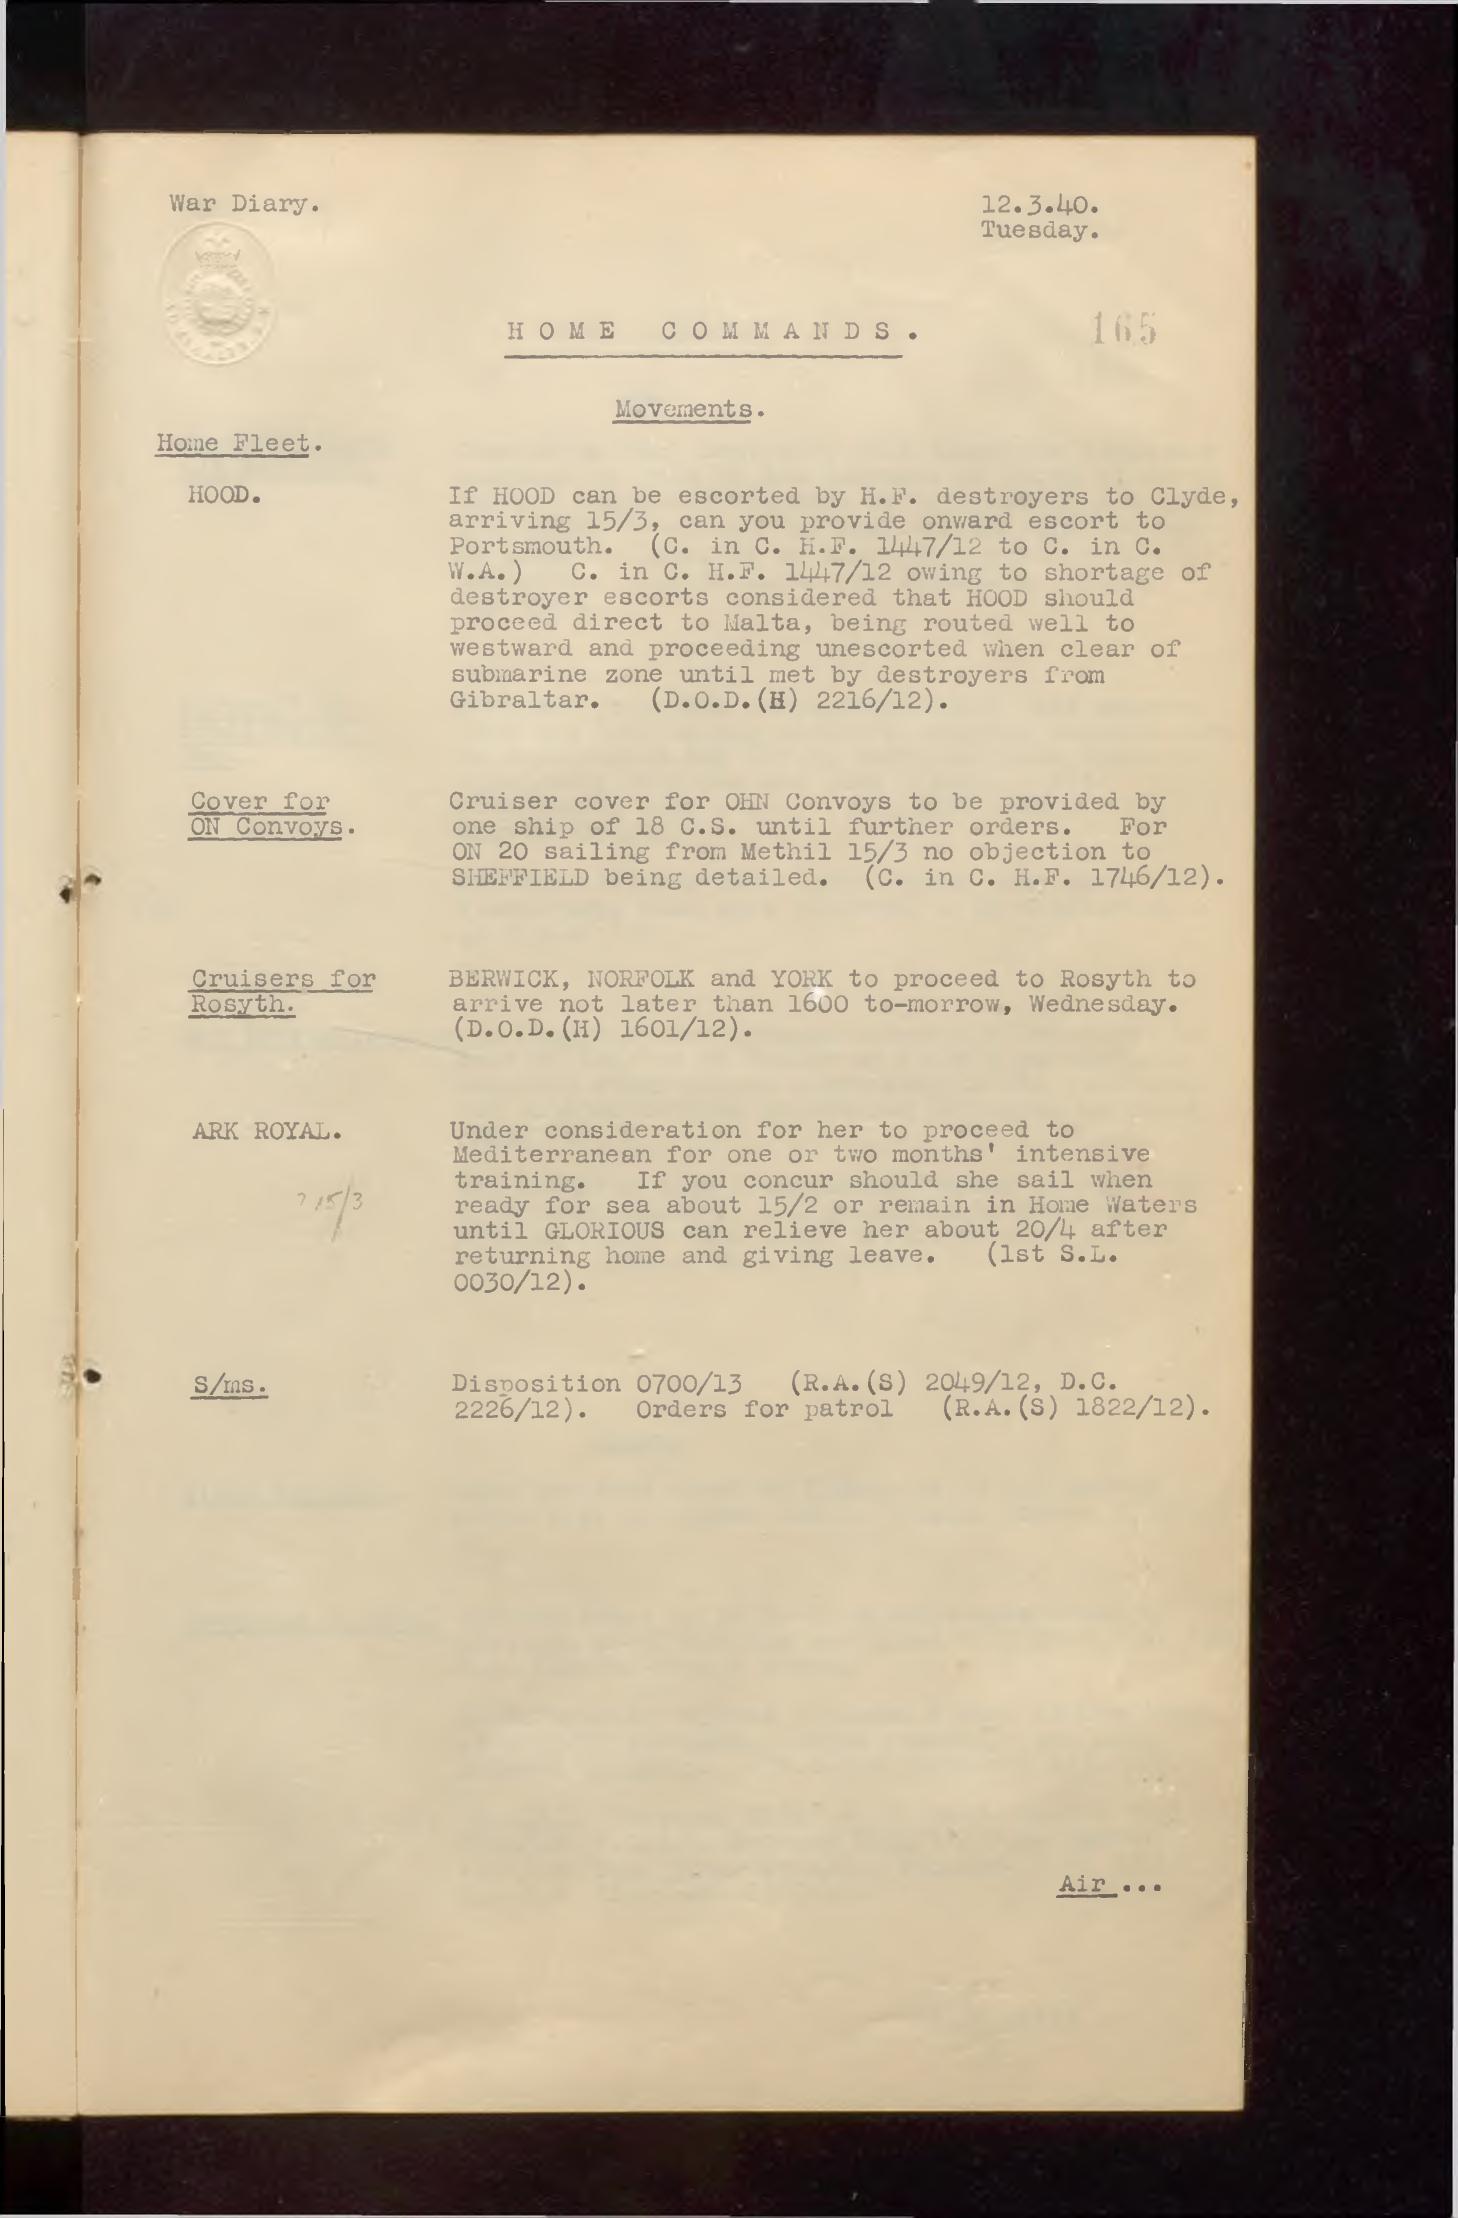 War Diary.
12.3.40.
Tuesday.
HOME COMMANDS.
165
Movements.
Home Fleet.
HOOD.
If HOOD can be escorted by H.F. destroyers to Clyde,
arriving 15/3, can you provide onward escort to
Portsmouth. (C. in C. H.F. 1447/12 to C. in C.
W.A.) C. in C. H.F. 1447/12 owing to shortage of
destroyer escorts considered that HOOD should
proceed direct to Malta, being routed well to
westward and proceeding unescorted when clear of
submarine zone until met by destroyers from
Gibraltar. (D.O.D.(H) 2216/12).
Cover for
ON Convoys.
Cruiser cover for OHN Convoys to be provided by
one ship of 18 C.S. until further orders. For
ON 20 sailing from Methil 15/3 no objection to
SHEFFIELD being detailed. (C. in C. H.F. 1746/12).
Cruisers for
Rosyth.
BERWICK, NORFOLK and YORK to proceed to Rosyth to
arrive not later than 1600 to-morrow, Wednesday.
(D.O.D.(H) 1601/12).
ARK ROYAL.
? 15/3
Under consideration for her to proceed to
Mediterranean for one or two months' intensive
training. If you concur should she sail when
ready for sea about 15/2 or remain in Home Waters
until GLORIOUS can relieve her about 20/4 after
returning home and giving leave. (1st S.L.
0030/12).
S/ms.
Disposition 0700/13 (R.A.(S) 2049/12, D.C.
2226/12). Orders for patrol (R.A.(S) 1822/12).
Air ...